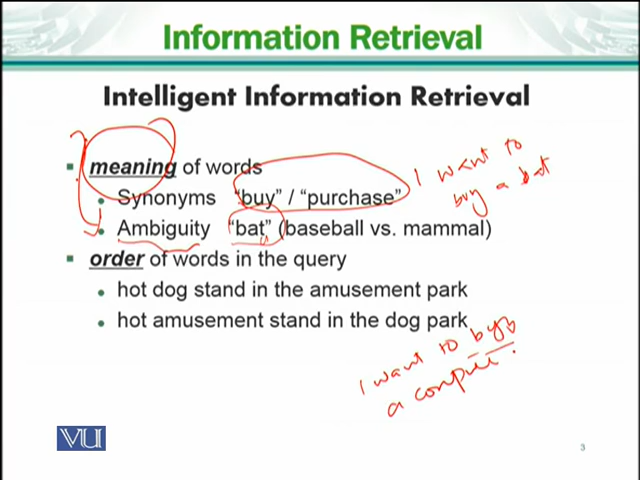 Information Retrieval
Intelligent Information Retrieval
meaning of words
Synonyms "buy" / "purchase"
Ambiguity "bat" (baseball vs. mammal)
order of words in the query
hot dog stand in the amusement park
hot amusement stand in the dog park
I want to
buy a bat
I want to
a
VU
3